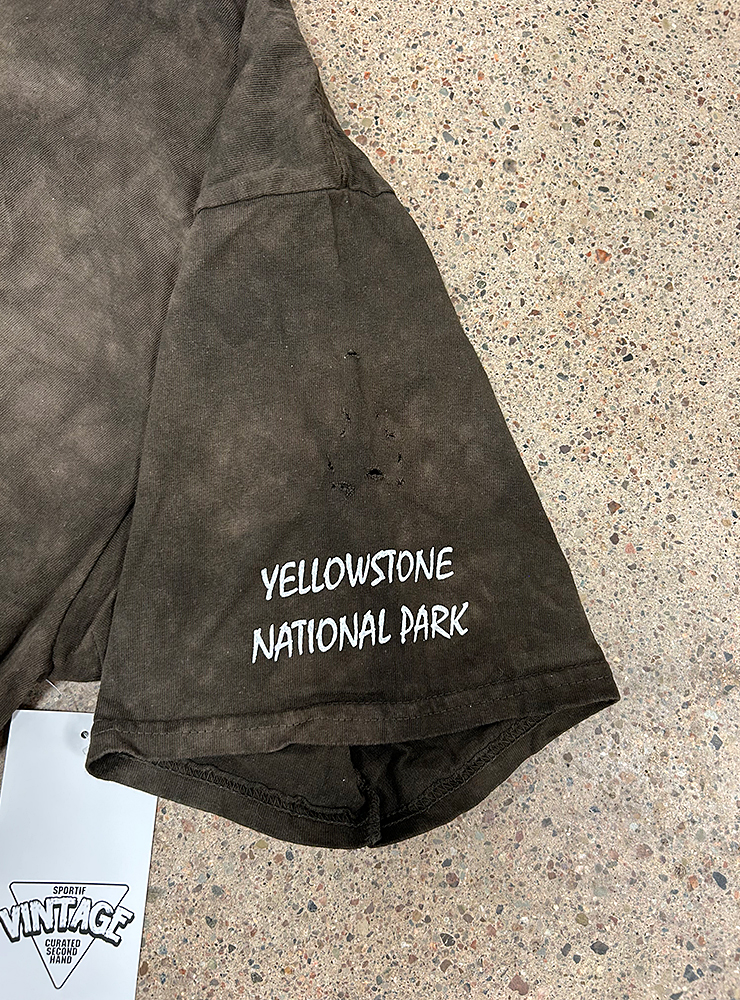 YELLOWSTONE
NATIONAL PARK
SPORTIF
VINTAGE
CURATED
SECOND
HAND